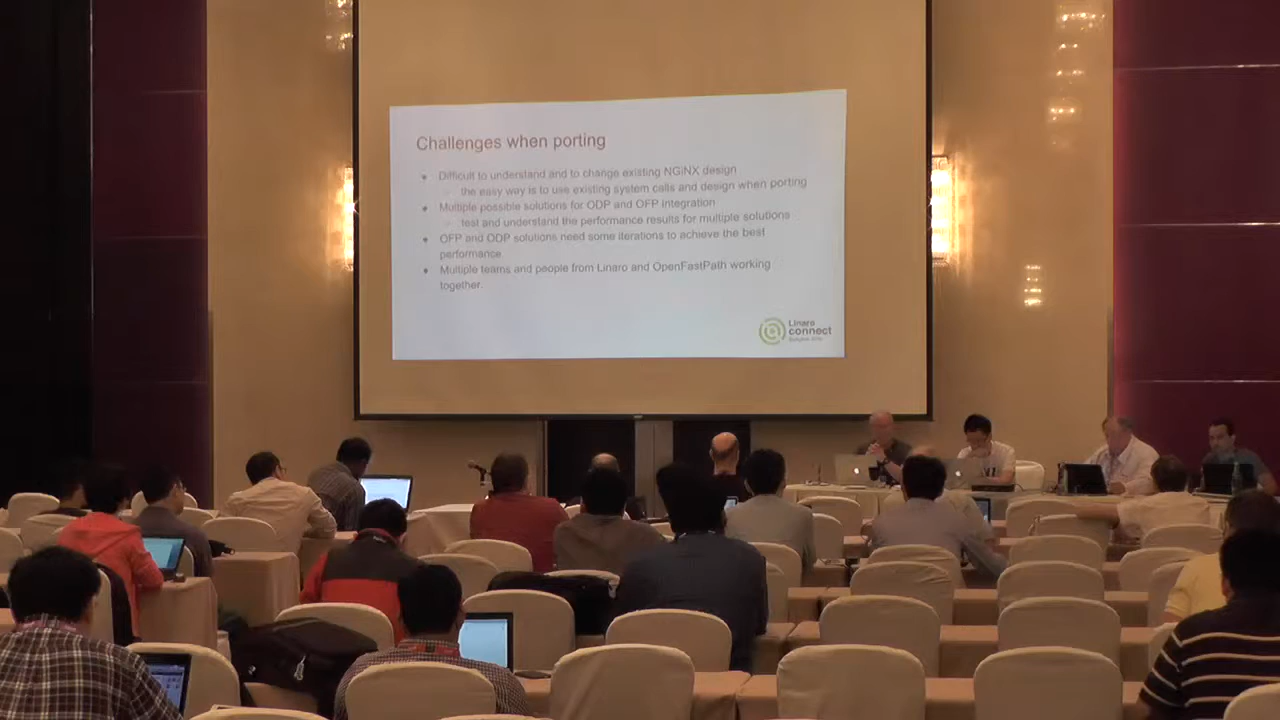 Challenges when porting
Difficult to understand and to change existing NGiNX design
the easy way is to use existing system calls and design when porting
Multiple possible solutions for ODP and OFP integration
test and understand the performance results for multiple solutions
OFP and ODP solutions need some iterations to achieve the best
performance
Multiple teams and people from Linaro and OpenFastPath working
together.
Linaro
connect